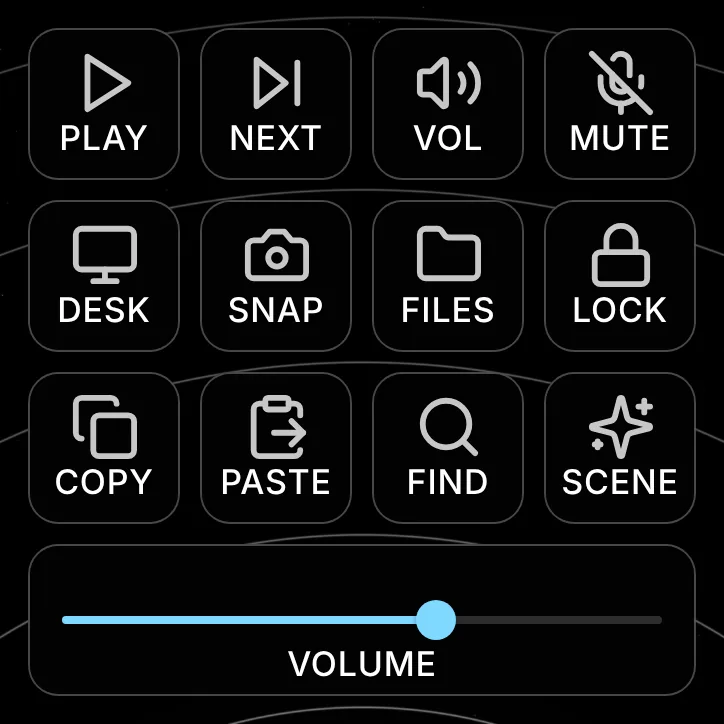 PLAY
NEXT
VOL
MUTE
DESK
SNAP
FILES
LOCK
COPY
PASTE
FIND
SCENE
VOLUME